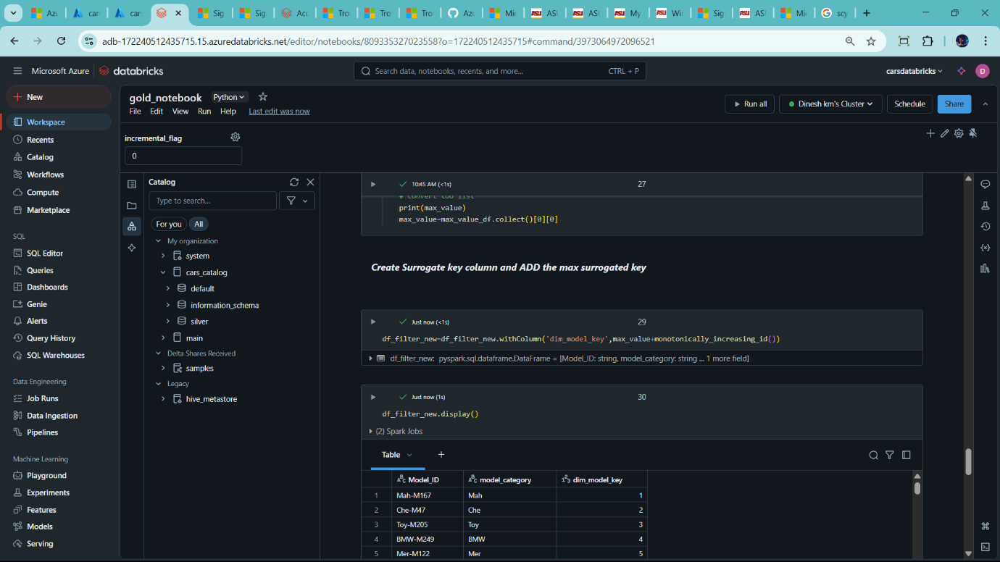 Azu
car
car
Sig
Sig
Acc
Tro
Tro
Tro
Azu
Mic
ASU
ASU
My
Wir
Sig
ASU
Mic
scy
adb-172240512435715.15.azuredatabricks.net/editor/notebooks/809335327023558?o=172240512435715#command/3973064972096521
Microsoft Azure
databricks
Search data, notebooks, recents, and more...
CTRL + P
carsdatabricks
D
New
Workspace
Recents
Catalog
Workflows
Compute
Marketplace
SQL
SQL Editor
Queries
Dashboards
Genie
Alerts
Query History
SQL Warehouses
Data Engineering
Job Runs
Data Ingestion
Pipelines
Machine Learning
Playground
Experiments
Features
Models
Serving
gold_notebook
Python
File Edit View Run Help Last edit was now
Run all
Dinesh km's Cluster
Schedule
Share
incremental_flag
0
Catalog
Type to search...
For you
All
My organization
system
cars_catalog
default
information_schema
silver
main
Delta Shares Received
samples
Legacy
hive_metastore
10:45 AM (<1s)
27
# Convert too list
print(max_value)
max_value=max_value_df.collect()[0][0]
Create Surrogate key column and ADD the max surrogated key
Just now (<1s)
29
df_filter_new=df_filter_new.withColumn('dim_model_key',max_value+monotonically_increasing_id())
df_filter_new: pyspark.sql.dataframe.DataFrame = [Model_ID: string, model_category: string ... 1 more field]
Just now (1s)
30
df_filter_new.display()
(2) Spark Jobs
Table
Model_ID model_category dim_model_key
1 Mah-M167 Mah 1
2 Che-M47 Che 2
3 Toy-M205 Toy 3
4 BMW-M249 BMW 4
5 Mer-M122 Mer 5